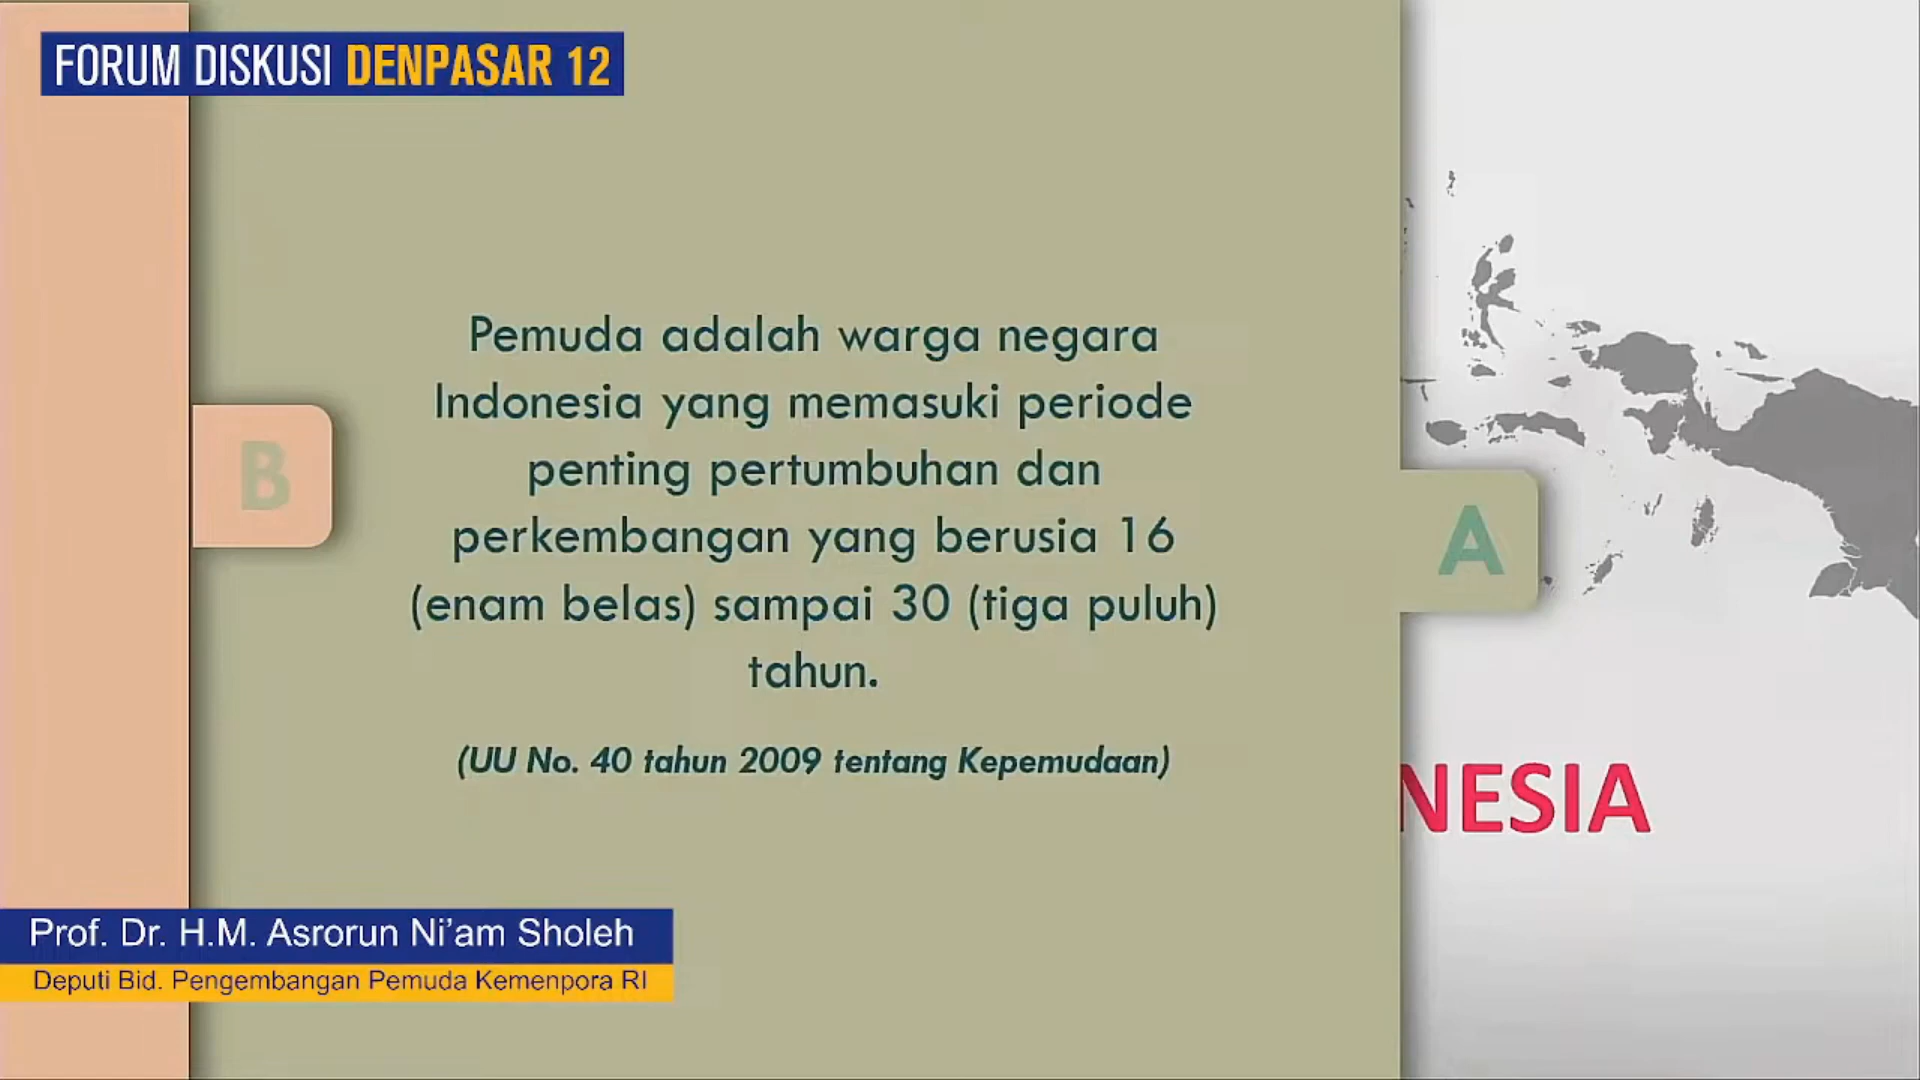 FORUM DISKUSI DENPASAR 12
Pemuda adalah warga negara
Indonesia yang memasuki periode
penting pertumbuhan dan
perkembangan yang berusia 16
(enam belas) sampai 30 (tiga puluh)
tahun.
(UU No. 40 tahun 2009 tentang Kepemudaan)
B
A
NESIA
Prof. Dr. H.M. Asrorun Ni’am Sholeh
Deputi Bid. Pengembangan Pemuda Kemenpora RI